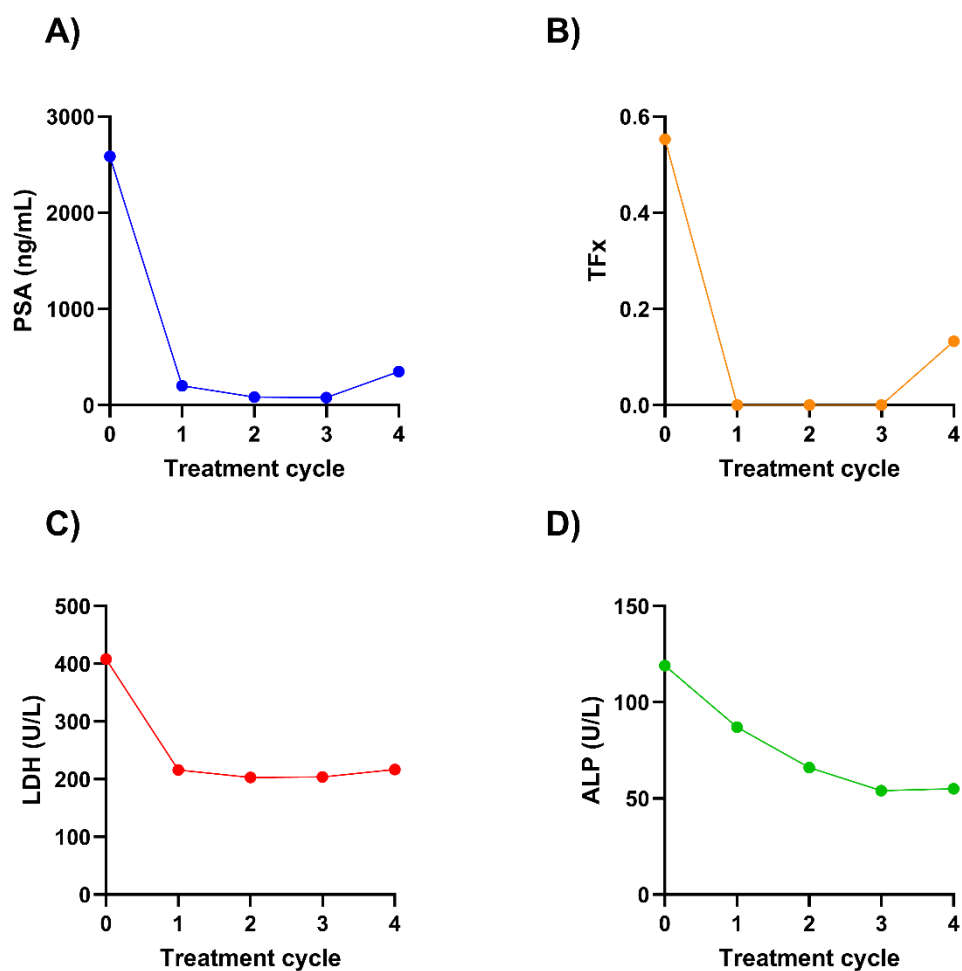 A)
PSA (ng/mL)
3000
2000
1000
0
0 1 2 3 4
Treatment cycle
B)
TFx
0.6
0.4
0.2
0.0
0 1 2 3 4
Treatment cycle
C)
LDH (U/L)
500
400
300
200
100
0
0 1 2 3 4
Treatment cycle
D)
ALP (U/L)
150
100
50
0
0 1 2 3 4
Treatment cycle